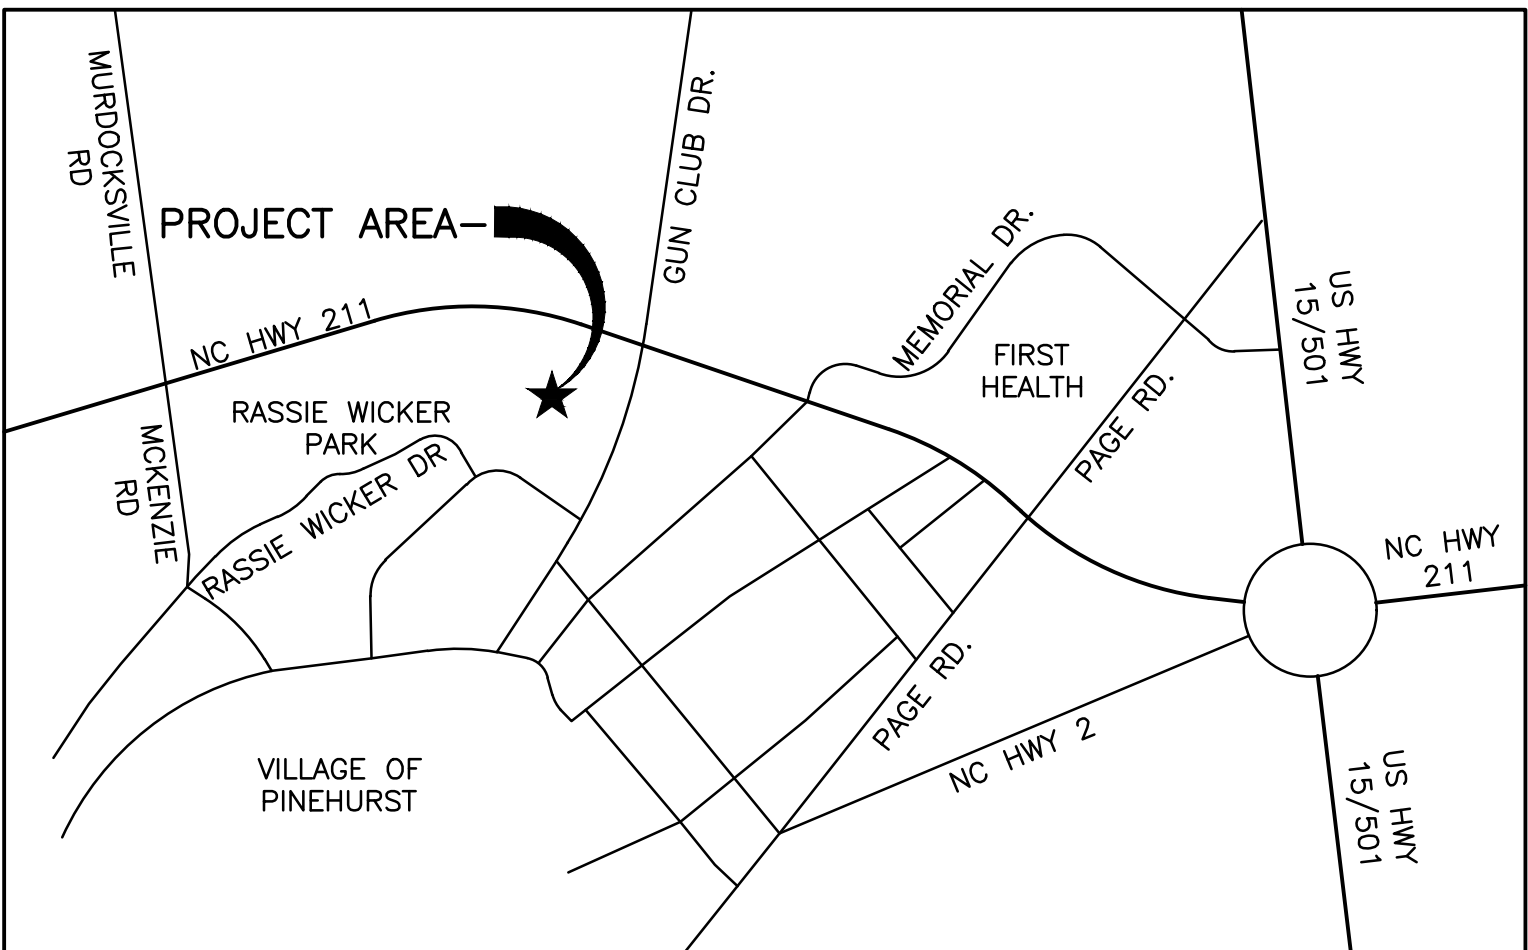 MURDOCKSVILLE
RD
PROJECT AREA
GUN CLUB DR.
MEMORIAL DR.
US HWY
15/501
NC HWY 211
FIRST
HEALTH
PAGE RD.
RASSIE WICKER
PARK
MCKENZIE
RD
RASSIE WICKER DR
NC HWY
211
PAGE RD.
NC HWY 2
VILLAGE OF
PINEHURST
US HWY
15/501